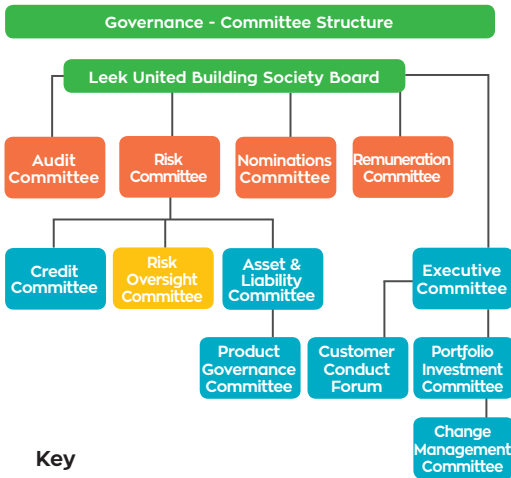 Governance - Committee Structure
Leek United Building Society Board
Audit
Committee
Risk
Committee
Nominations
Committee
Remuneration
Committee
Credit
Committee
Risk
Oversight
Committee
Asset &
Liability
Committee
Executive
Committee
Product
Governance
Committee
Customer
Conduct
Forum
Portfolio
Investment
Committee
Change
Management
Committee
Key